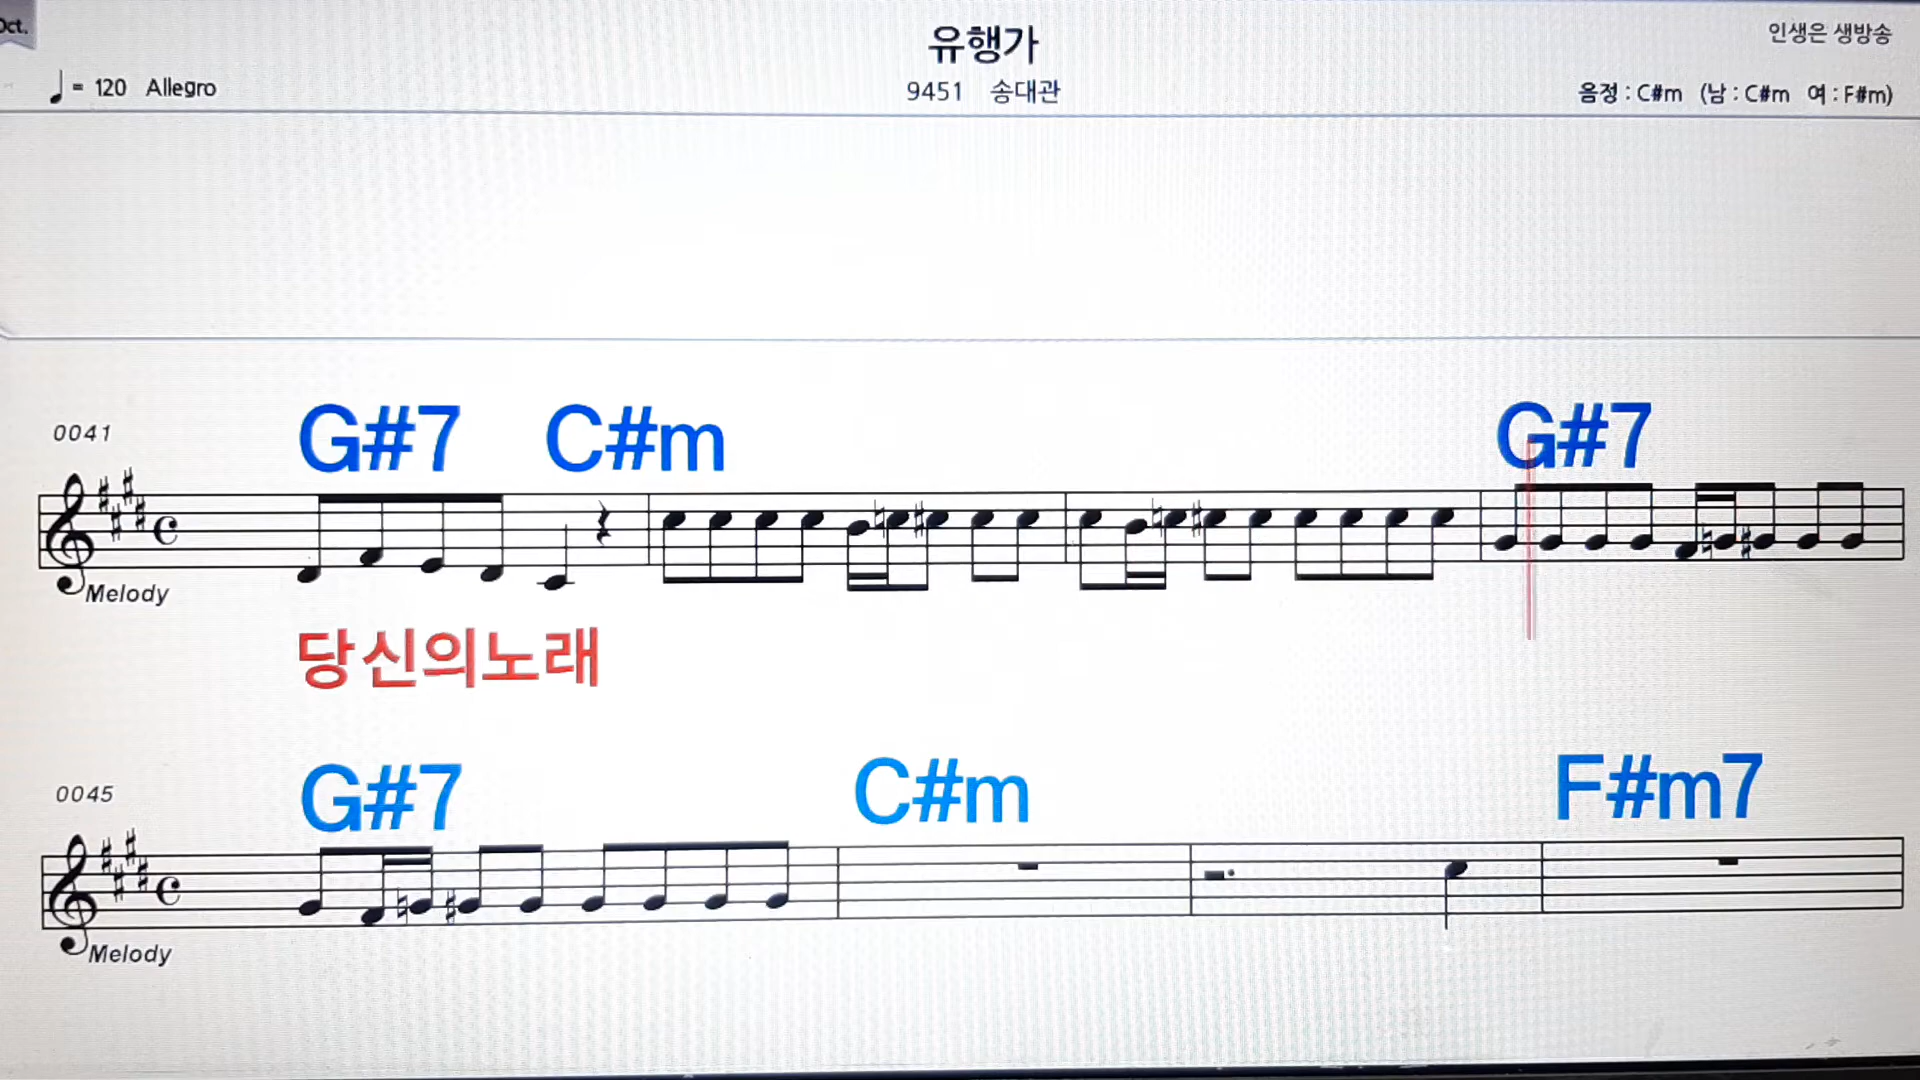 Oct.
유행가
인생은 생방송
= 120 Allegro
9451 송대관
음정 : C#m (남 : C#m 여 : F#m)
0041
G#7 C#m G#7
Melody
당신의노래
0045
G#7 C#m F#m7
Melody